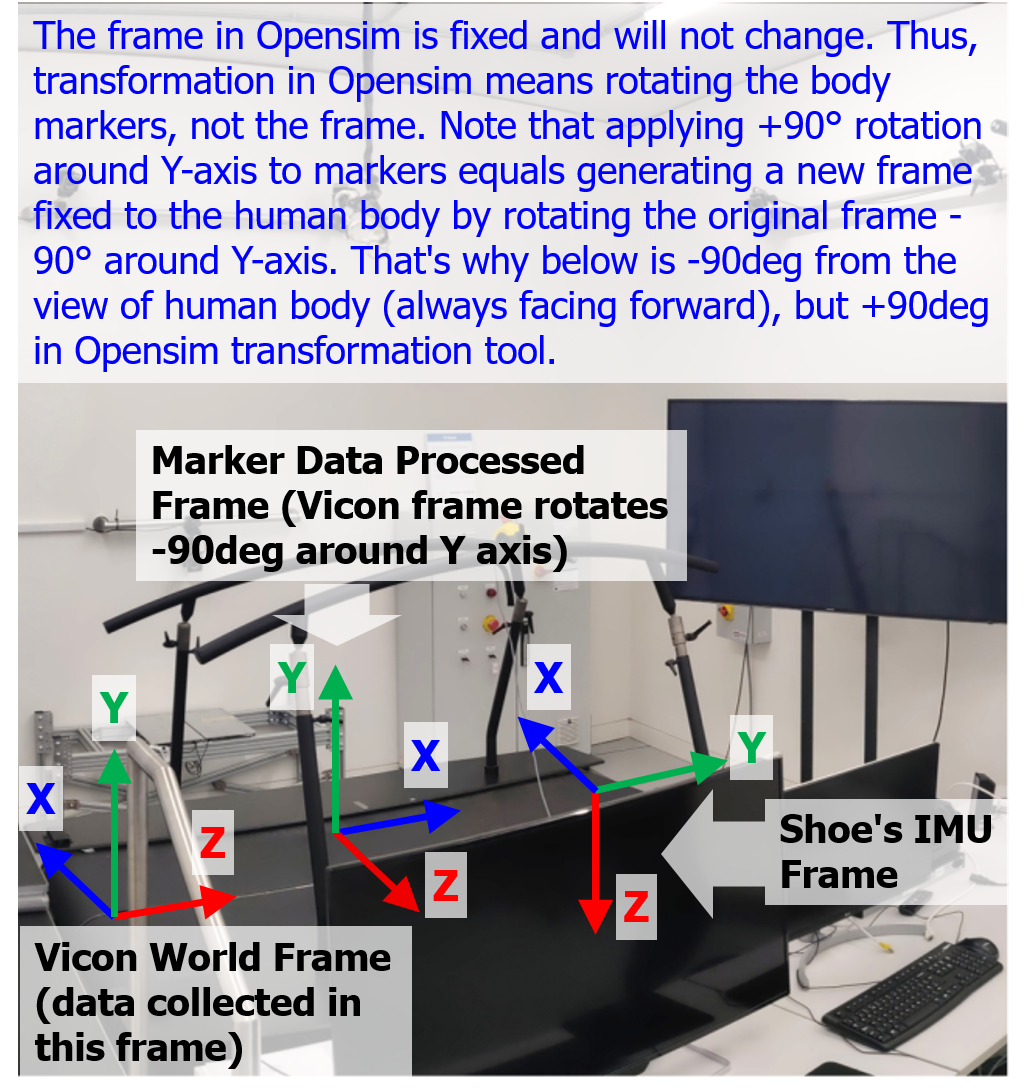 The frame in Opensim is fixed and will not change. Thus,
transformation in Opensim means rotating the body
markers, not the frame. Note that applying +90° rotation
around Y-axis to markers equals generating a new frame
fixed to the human body by rotating the original frame -
90° around Y-axis. That's why below is -90deg from the
view of human body (always facing forward), but +90deg
in Opensim transformation tool.
Marker Data Processed
Frame (Vicon frame rotates
-90deg around Y axis)
Y
X
Z
Y
X
Z
X
Y
Z
Shoe's IMU
Frame
Vicon World Frame
(data collected in
this frame)